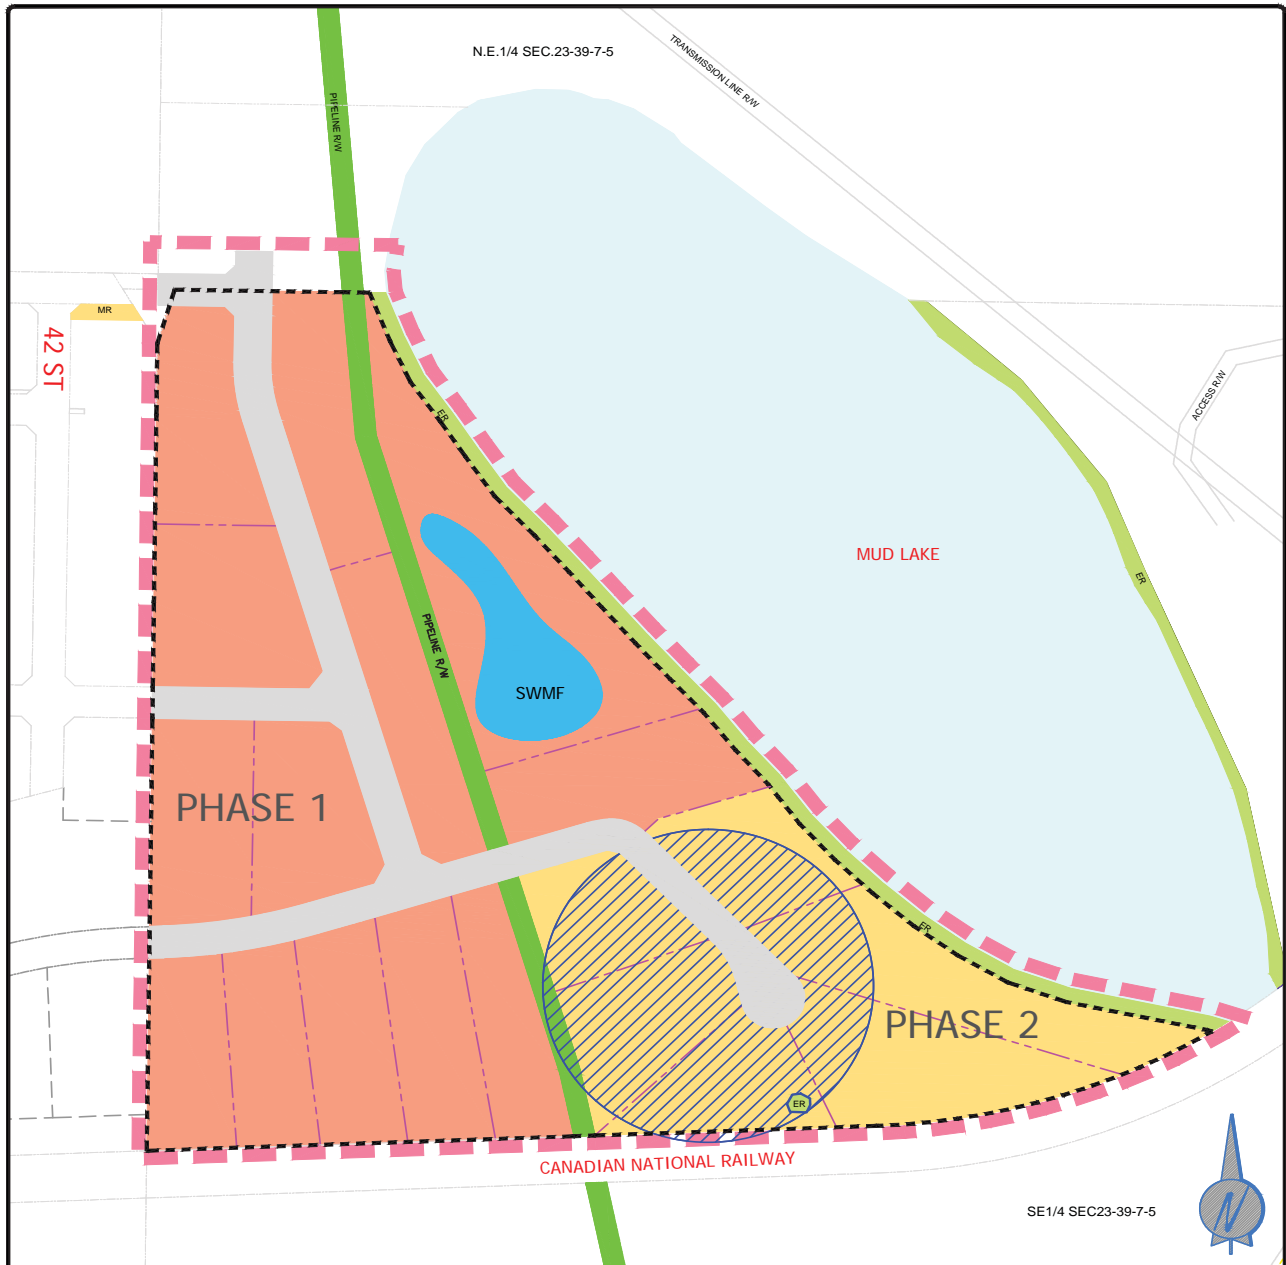 N.E.1/4 SEC.23-39-7-5
TRANSMISSION LINE R/W
PIPELINE R/W
MR
42 ST
ACCESS R/W
ER
MUD LAKE
ER
PIPELINE R/W
SWMF
PHASE 1
ER
PHASE 2
ER
CANADIAN NATIONAL RAILWAY
SE1/4 SEC23-39-7-5
N